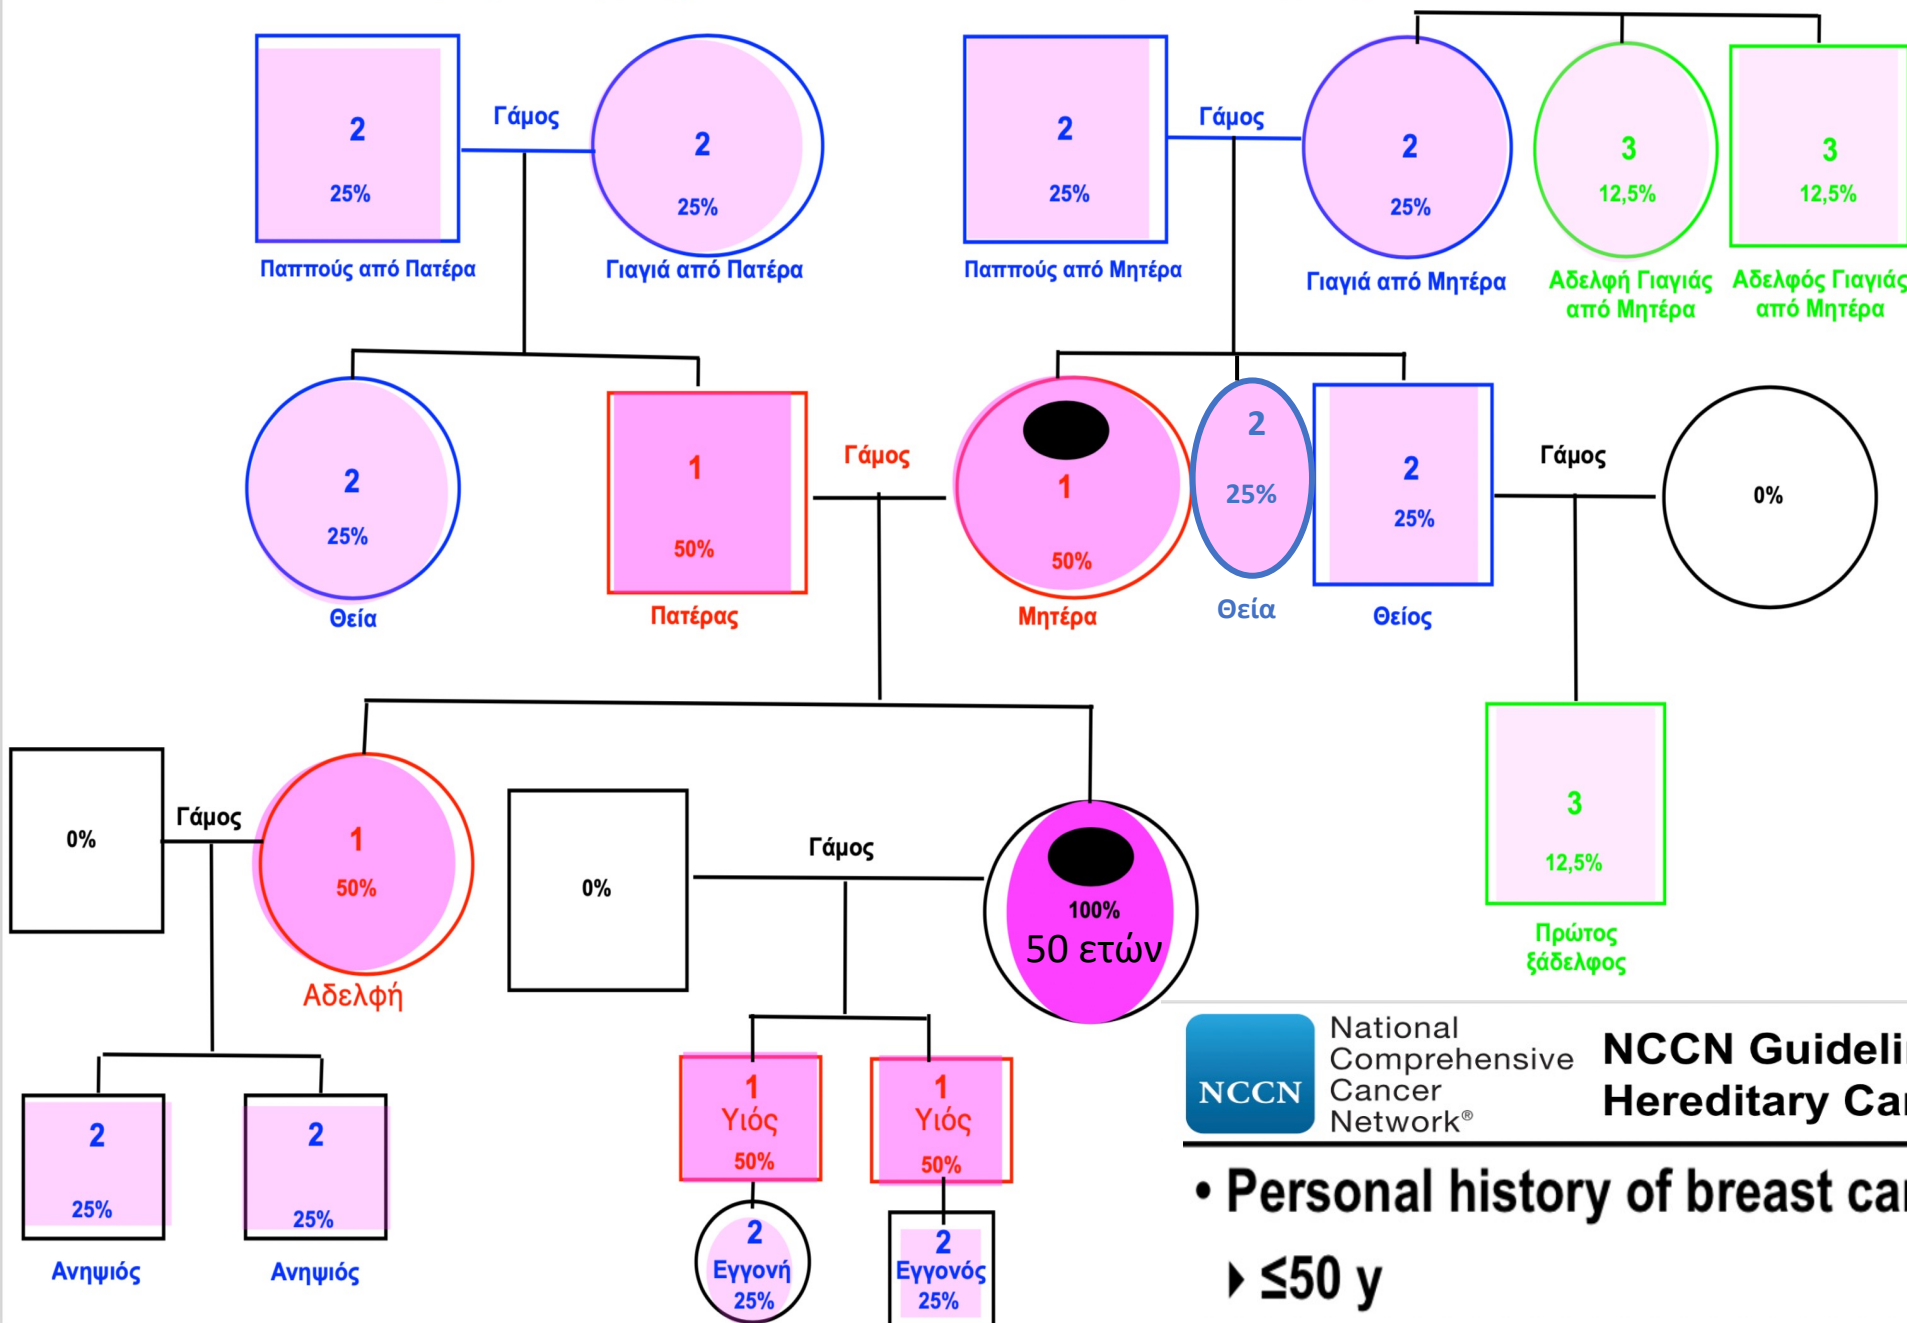 Γάμος
2
25%
2
25%
Παππούς από Πατέρα
Γιαγιά από Πατέρα
Γάμος
2
25%
2
25%
3
12,5%
3
12,5%
Παππούς από Μητέρα
Γιαγιά από Μητέρα
Αδελφή Γιαγιάς
από Μητέρα
Αδελφός Γιαγιάς
από Μητέρα
2
25%
Θεία
1
50%
Πατέρας
Γάμος
1
50%
Μητέρα
2
25%
Θεία
2
25%
Θείος
Γάμος
0%
0%
Γάμος
1
50%
Αδελφή
0%
Γάμος
100%
50 ετών
3
12,5%
Πρώτος
ξάδελφος
2
25%
Ανηψιός
2
25%
Ανηψιός
1
Υιός
50%
1
Υιός
50%
2
Εγγονή
25%
2
Εγγονός
25%
NCCN
National
Comprehensive
Cancer
Network®
NCCN
Hereditary
• Personal history of breast
≤50 y